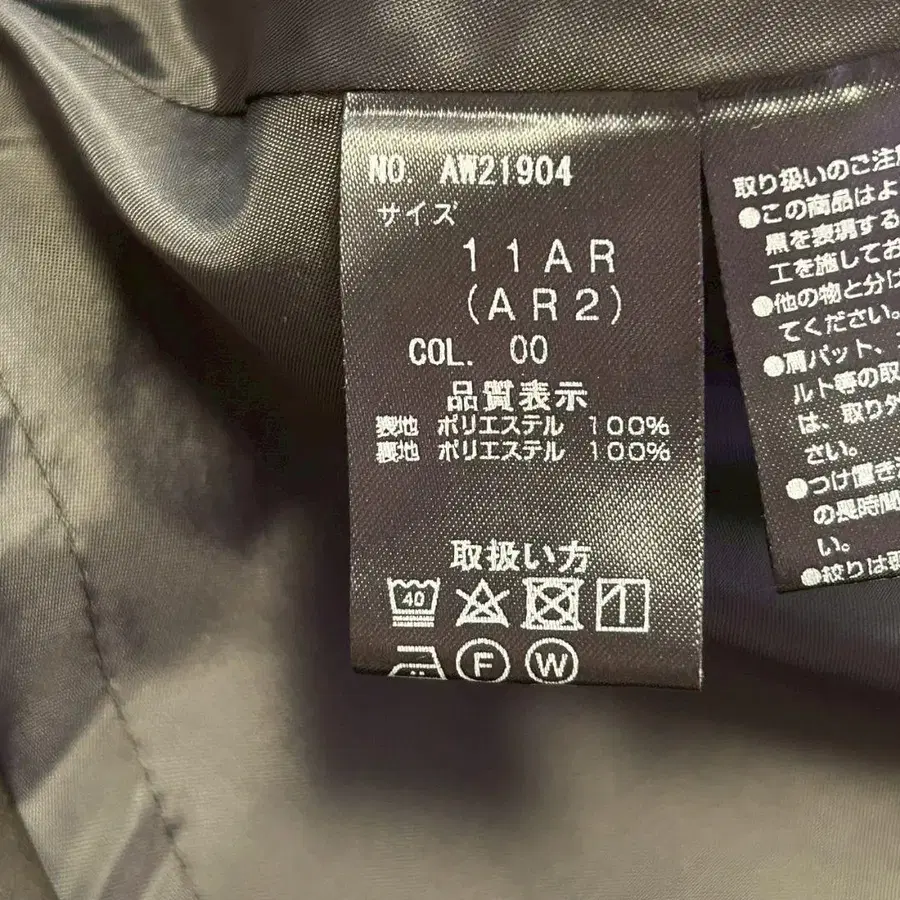 NO. AW21904
サイズ
11AR
(AR2)
COL. 00
品質表示
表地 ポリエステル 100%
裏地 ポリエステル 100%
取扱い方
40
F W
取り扱いのご注意
●この商品はよ
黒を表現する
工を施してお
●他の物と分け
てください。
●肩パット、
ルト等の取
は、取り外
さい。
●つけ置き
の長時間
い。
●絞りは